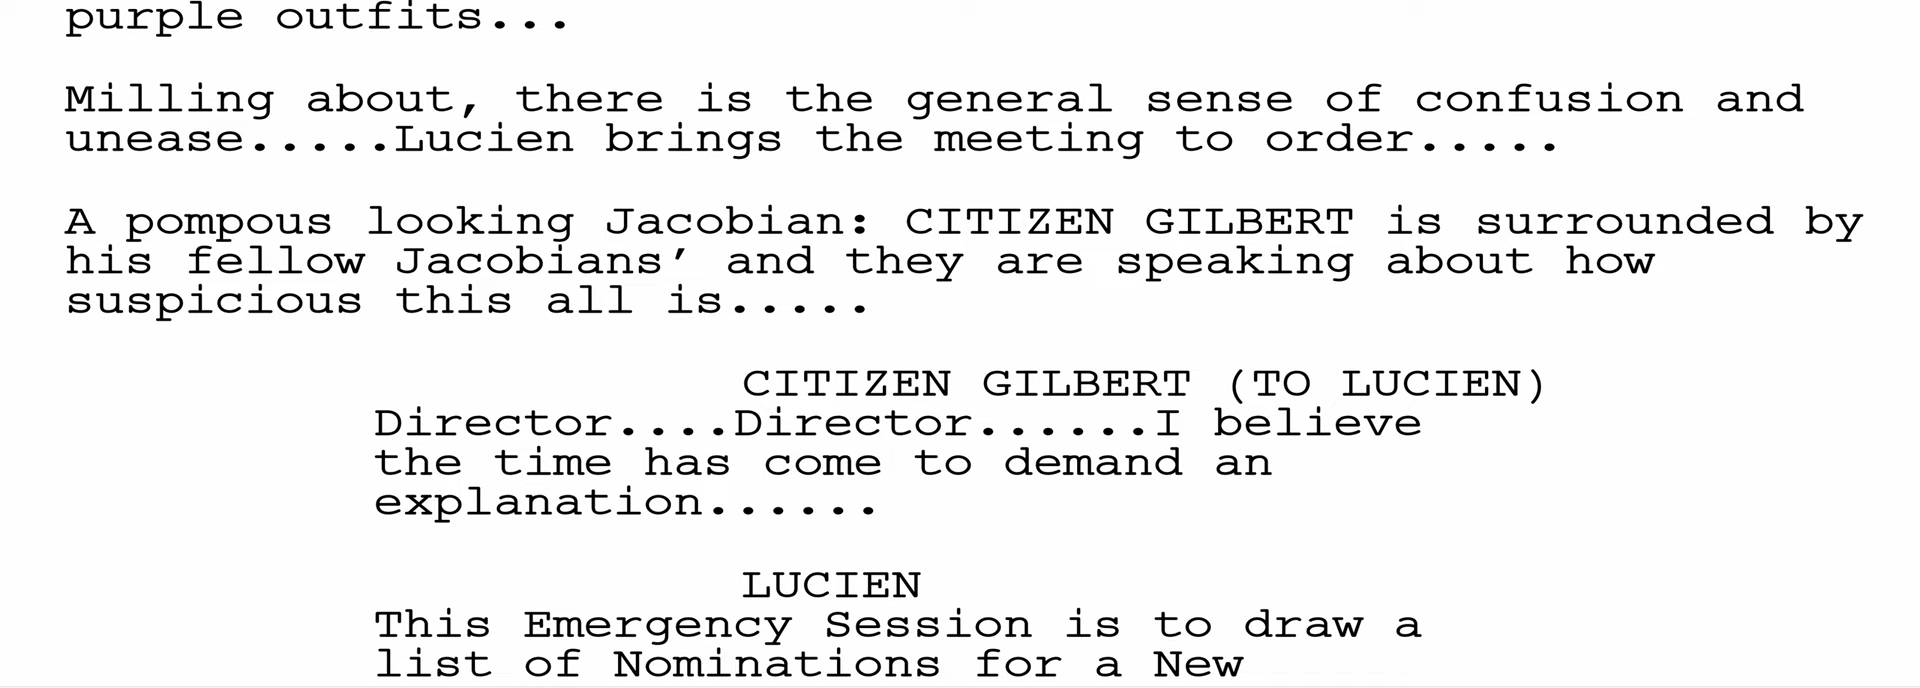 purple outfits...
Milling about, there is the general sense of confusion and
unease.....Lucien brings the meeting to order.....
A pompous looking Jacobian: CITIZEN GILBERT is surrounded by
his fellow Jacobians’ and they are speaking about how
suspicious this all is.....
CITIZEN GILBERT (TO LUCIEN)
Director....Director......I believe
the time has come to demand an
explanation......
LUCIEN
This Emergency Session is to draw a
list of Nominations for a New